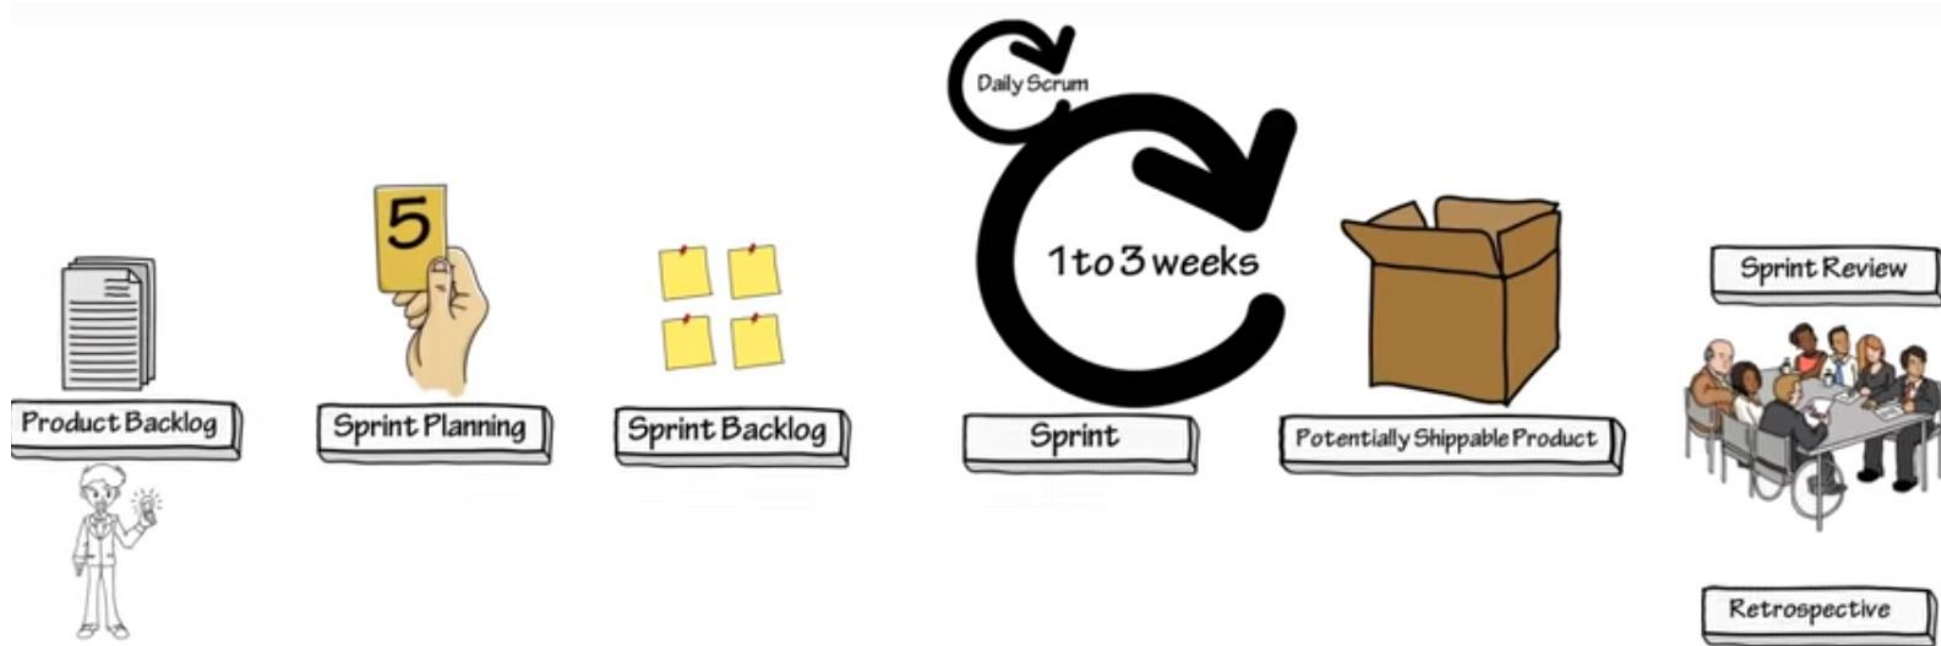 Daily Scrum
5
1 to 3 weeks
Sprint Review
Product Backlog
Sprint Planning
Sprint Backlog
Sprint
Potentially Shippable Product
Retrospective